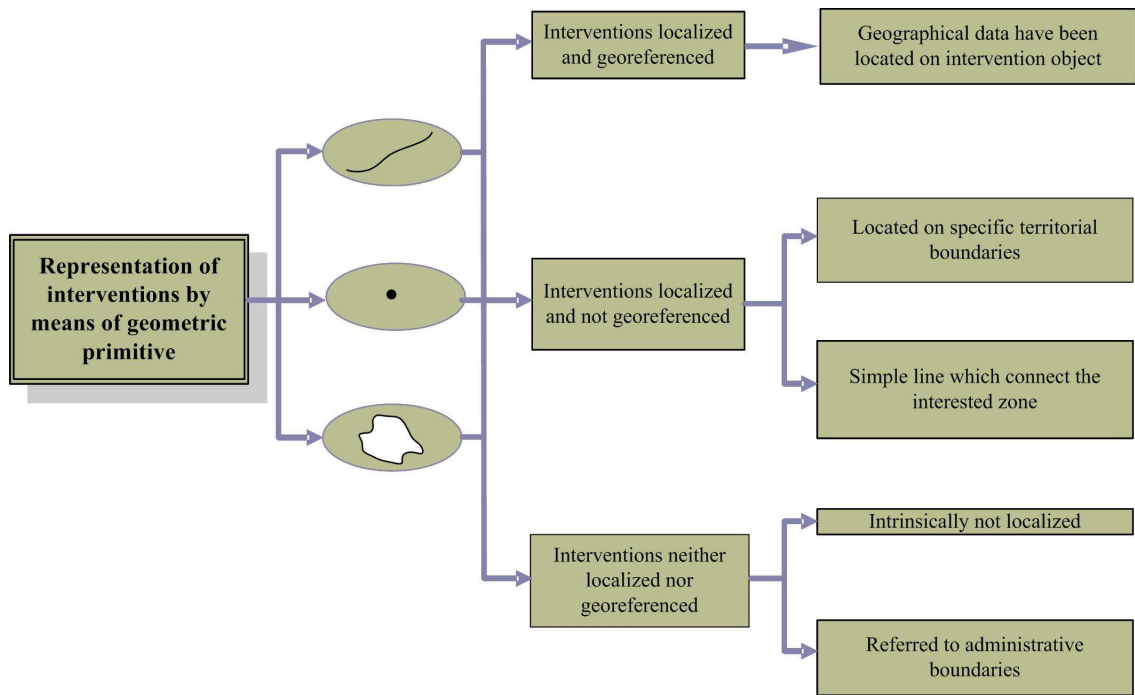 Representation of
interventions by
means of geometric
primitive
Interventions localized
and georeferenced
Geographical data have been
located on intervention object
Interventions localized
and not georeferenced
Located on specific territorial
boundaries
Simple line which connect the
interested zone
Interventions neither
localized nor
georeferenced
Intrinsically not localized
Referred to administrative
boundaries